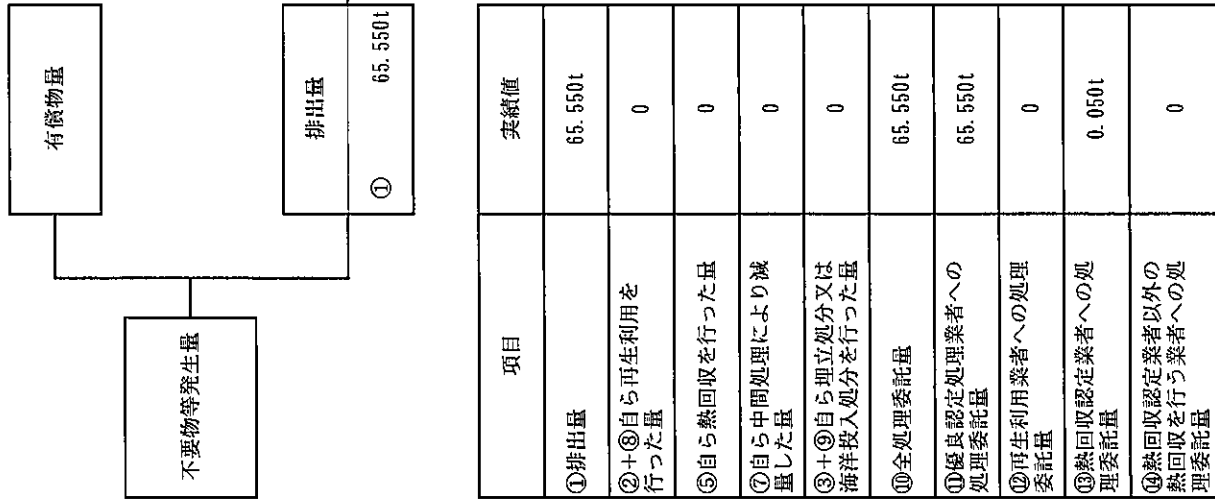 不要物等発生量
有償物量
排出量
① 65.550t
項目
実績値
①排出量
65.550t
②+⑧自ら再生利用を
行った量
0
⑤自ら熱回収を行った量
0
⑦自ら中間処理により減
量した量
0
③+⑨自ら埋立処分又は
海洋投入処分を行った量
0
⑩全処理委託量
65.550t
⑪優良認定処理業者への
処理委託量
65.550t
⑫再生利用業者への処理
委託量
0
⑬熱回収認定業者への処
理委託量
0.050t
⑭熱回収認定業者以外の
熱回収を行う業者への処
理委託量
0